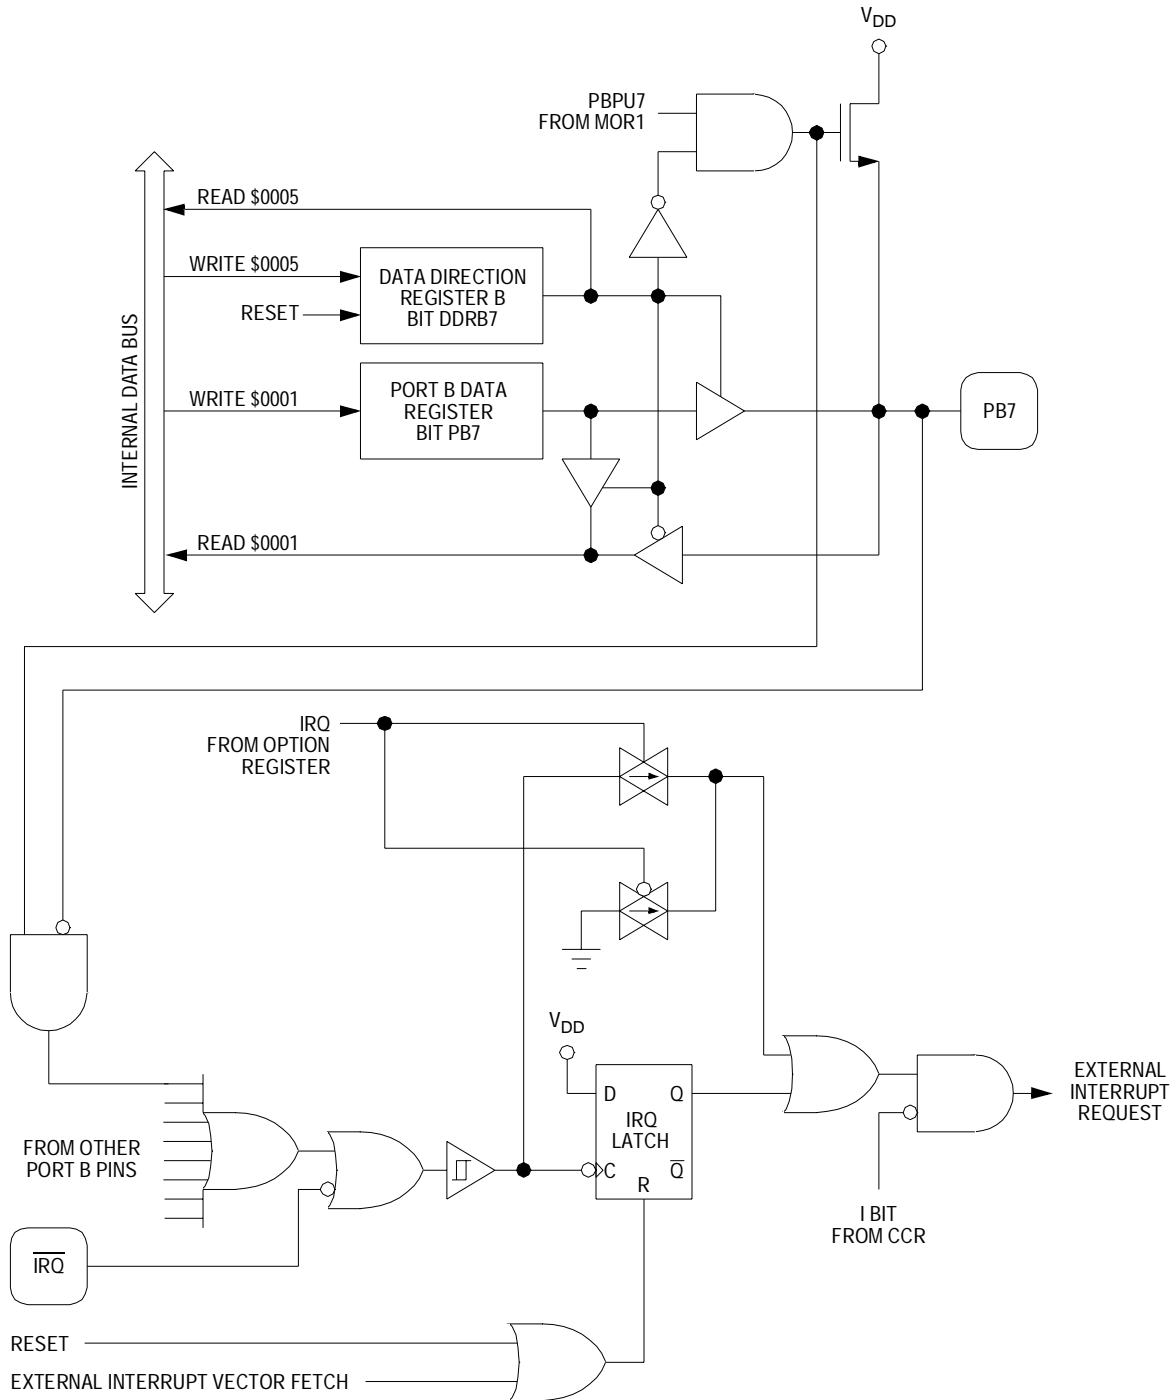 VDD
PBPU7
FROM MOR1
READ $0005
WRITE $0005
DATA DIRECTION
REGISTER B
BIT DDRB7
RESET
INTERNAL DATA BUS
WRITE $0001
PORT B DATA
REGISTER
BIT PB7
PB7
READ $0001
IRQ
FROM OPTION
REGISTER
VDD
D
Q
IRQ
LATCH
C
Q
R
EXTERNAL
INTERRUPT
REQUEST
FROM OTHER
PORT B PINS
I BIT
FROM CCR
IRQ
RESET
EXTERNAL INTERRUPT VECTOR FETCH